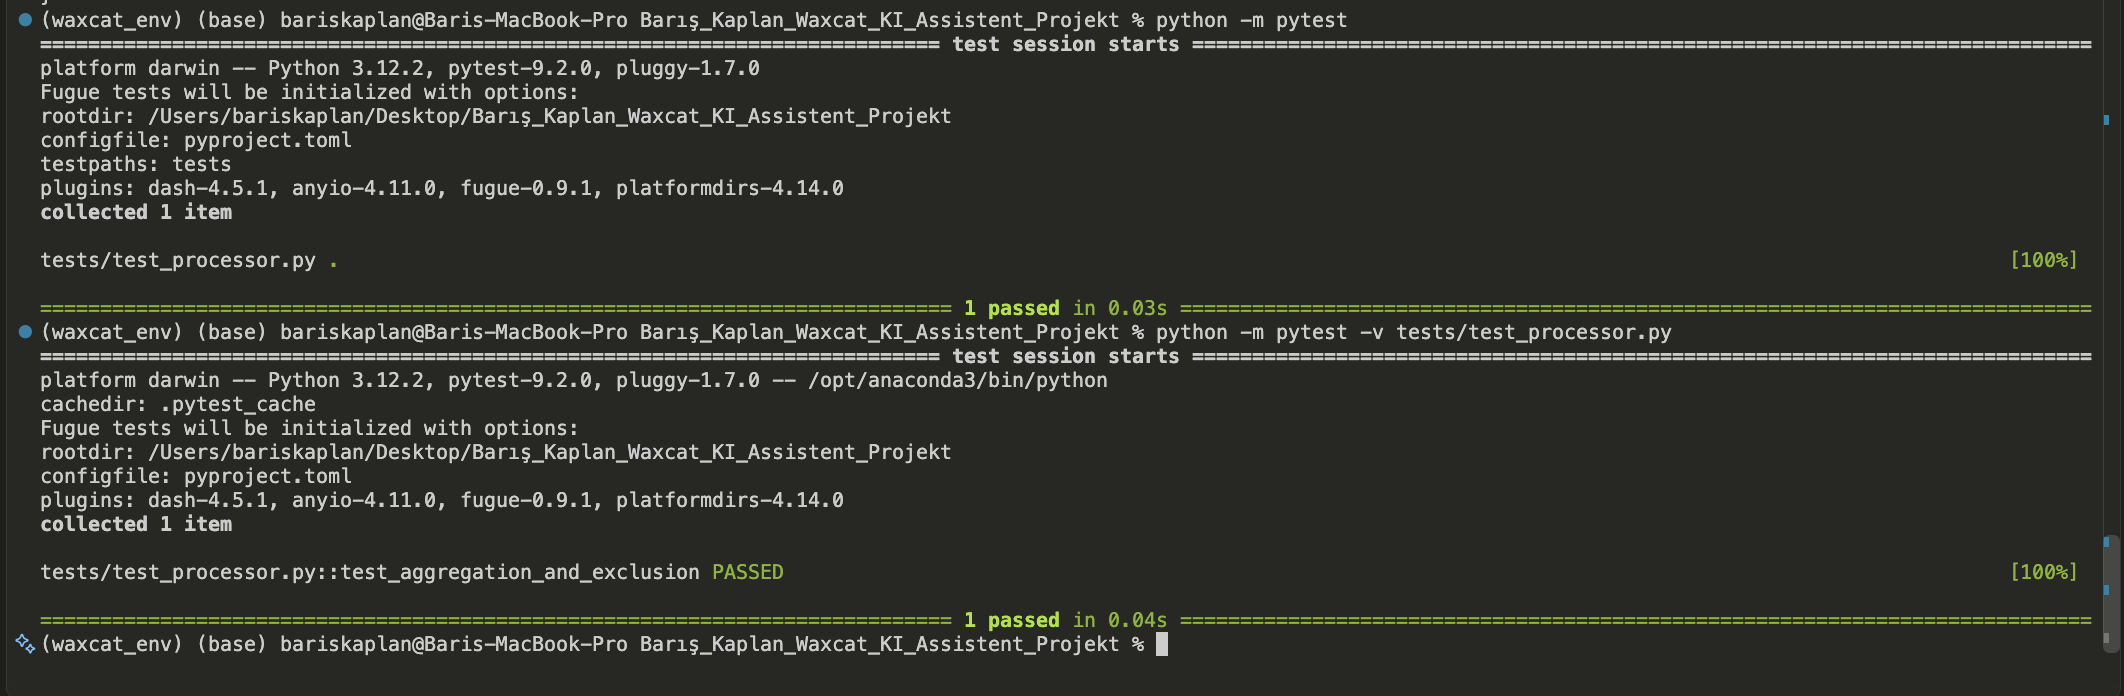 (waxcat_env) (base) bariskaplan@Baris-MacBook-Pro Barış_Kaplan_Waxcat_KI_Assistent_Projekt % python -m pytest
=========================================================================== test session starts ===========================================================================
platform darwin -- Python 3.12.2, pytest-9.2.0, pluggy-1.7.0
Fugue tests will be initialized with options:
rootdir: /Users/bariskaplan/Desktop/Barış_Kaplan_Waxcat_KI_Assistent_Projekt
configfile: pyproject.toml
testpaths: tests
plugins: dash-4.5.1, anyio-4.11.0, fugue-0.9.1, platformdirs-4.14.0
collected 1 item
tests/test_processor.py . [100%]
============================================================================ 1 passed in 0.03s ============================================================================
(waxcat_env) (base) bariskaplan@Baris-MacBook-Pro Barış_Kaplan_Waxcat_KI_Assistent_Projekt % python -m pytest -v tests/test_processor.py
=========================================================================== test session starts ===========================================================================
platform darwin -- Python 3.12.2, pytest-9.2.0, pluggy-1.7.0 -- /opt/anaconda3/bin/python
cachedir: .pytest_cache
Fugue tests will be initialized with options:
rootdir: /Users/bariskaplan/Desktop/Barış_Kaplan_Waxcat_KI_Assistent_Projekt
configfile: pyproject.toml
plugins: dash-4.5.1, anyio-4.11.0, fugue-0.9.1, platformdirs-4.14.0
collected 1 item
tests/test_processor.py::test_aggregation_and_exclusion PASSED [100%]
============================================================================ 1 passed in 0.04s ============================================================================
(waxcat_env) (base) bariskaplan@Baris-MacBook-Pro Barış_Kaplan_Waxcat_KI_Assistent_Projekt %